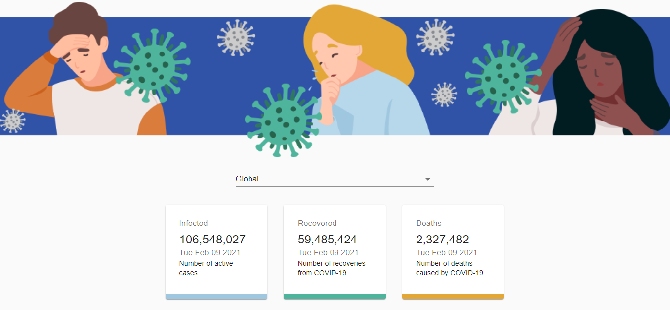 Global
Infected
106,548,027
Tue Feb 09 2021
Number of active
cases
Recovered
59,485,424
Tue Feb 09 2021
Number of recoveries
from COVID-19
Deaths
2,327,482
Tue Feb 09 2021
Number of deaths
caused by COVID-19